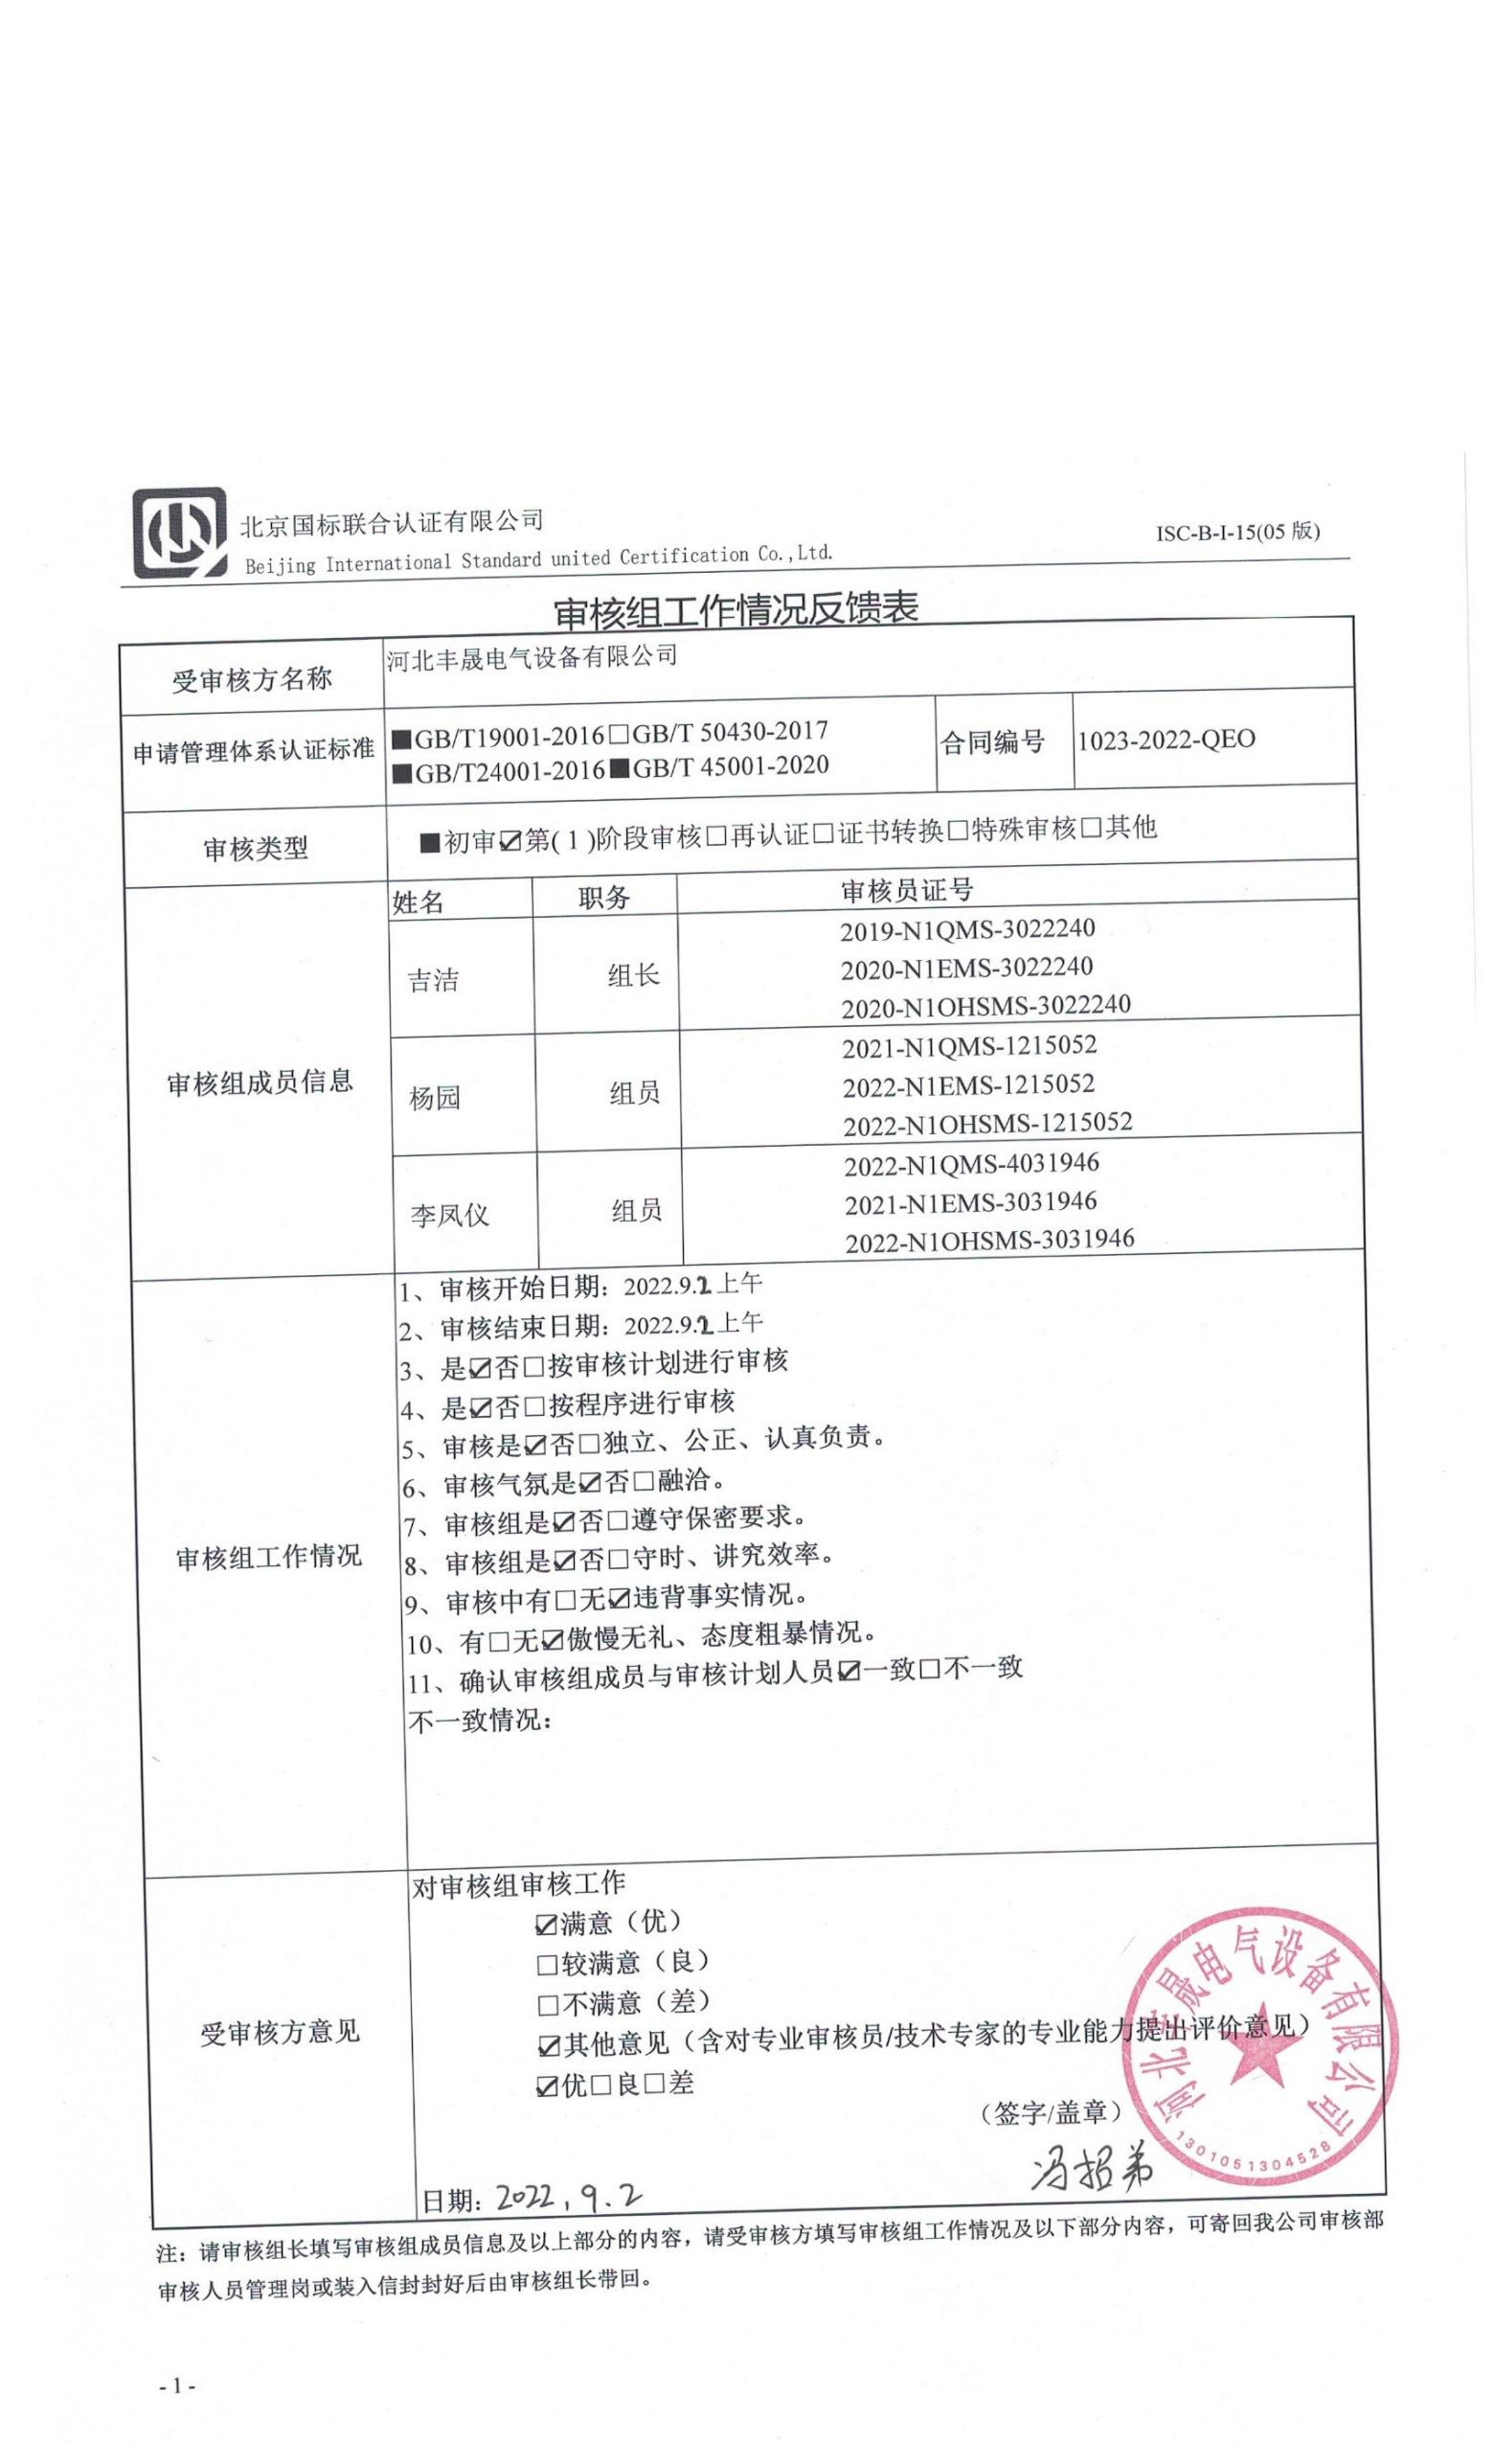 北京国标联合认证有限公司
Beijing International Standard united Certification Co.,Ltd.
ISC-B-I-15(05 版)
审核组工作情况反馈表
受审核方名称
河北丰晟电气设备有限公司
申请管理体系认证标准
■GB/T19001-2016□GB/T 50430-2017
■GB/T24001-2016■GB/T 45001-2020
合同编号
1023-2022-QEO
审核类型
■初审☑第( 1 )阶段审核□再认证□证书转换□特殊审核□其他
审核组成员信息
姓名 职务 审核员证号
吉洁 组长
2019-N1QMS-3022240
2020-N1EMS-3022240
2020-N1OHSMS-3022240
杨园 组员
2021-N1QMS-1215052
2022-N1EMS-1215052
2022-N1OHSMS-1215052
李凤仪 组员
2022-N1QMS-4031946
2021-N1EMS-3031946
2022-N1OHSMS-3031946
审核组工作情况
1、审核开始日期：2022.9.2上午
2、审核结束日期：2022.9.2上午
3、是☑否□按审核计划进行审核
4、是☑否□按程序进行审核
5、审核是☑否□独立、公正、认真负责。
6、审核气氛是☑否□融洽。
7、审核组是☑否□遵守保密要求。
8、审核组是☑否□守时、讲究效率。
9、审核中有□无☑违背事实情况。
10、有□无☑傲慢无礼、态度粗暴情况。
11、确认审核组成员与审核计划人员☑一致□不一致
不一致情况：
受审核方意见
对审核组审核工作
☑满意（优）
□较满意（良）
□不满意（差）
☑其他意见（含对专业审核员/技术专家的专业能力提出评价意见）
☑优□良□差
（签字/盖章）
冯招弟
日期：2022.9.2
河北丰晟电气设备有限公司
1301051304528
注：请审核组长填写审核组成员信息及以上部分的内容，请受审核方填写审核组工作情况及以下部分内容，可寄回我公司审核部
审核人员管理岗或装入信封封好后由审核组长带回。
- 1 -